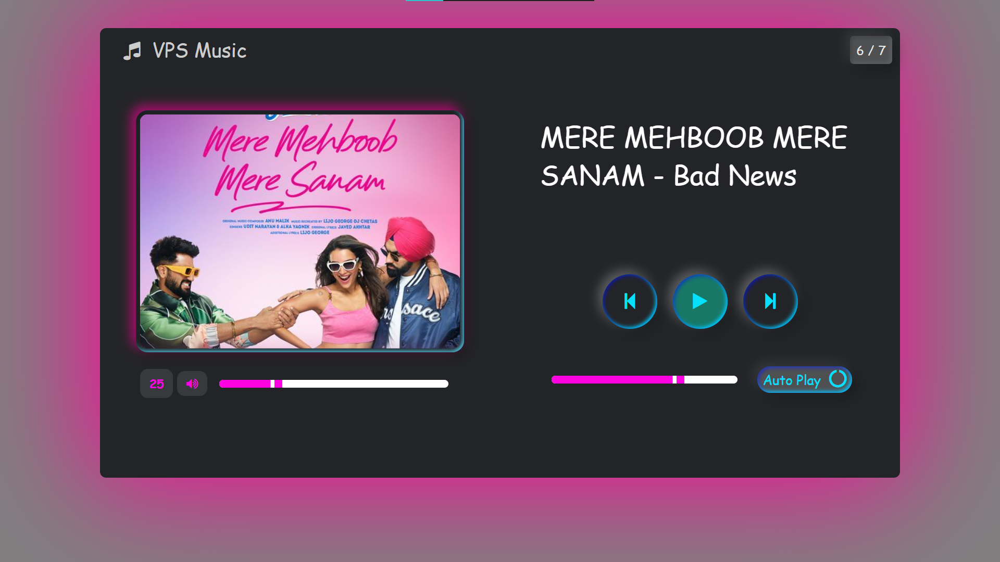 VPS Music
6 / 7
Mere Mehboob
Mere Sanam
ORIGINAL MUSIC COMPOSER ANU MALIK MUSIC RECREATED BY LIJO GEORGE-DJ CHETAS
SINGERS UDIT NARAYAN & ALKA YAGNIK ORIGINAL LYRICS JAVED AKHTAR
ADDITIONAL LYRICS LIJO GEORGE
MERE MEHBOOB MERE
SANAM - Bad News
25
Auto Play